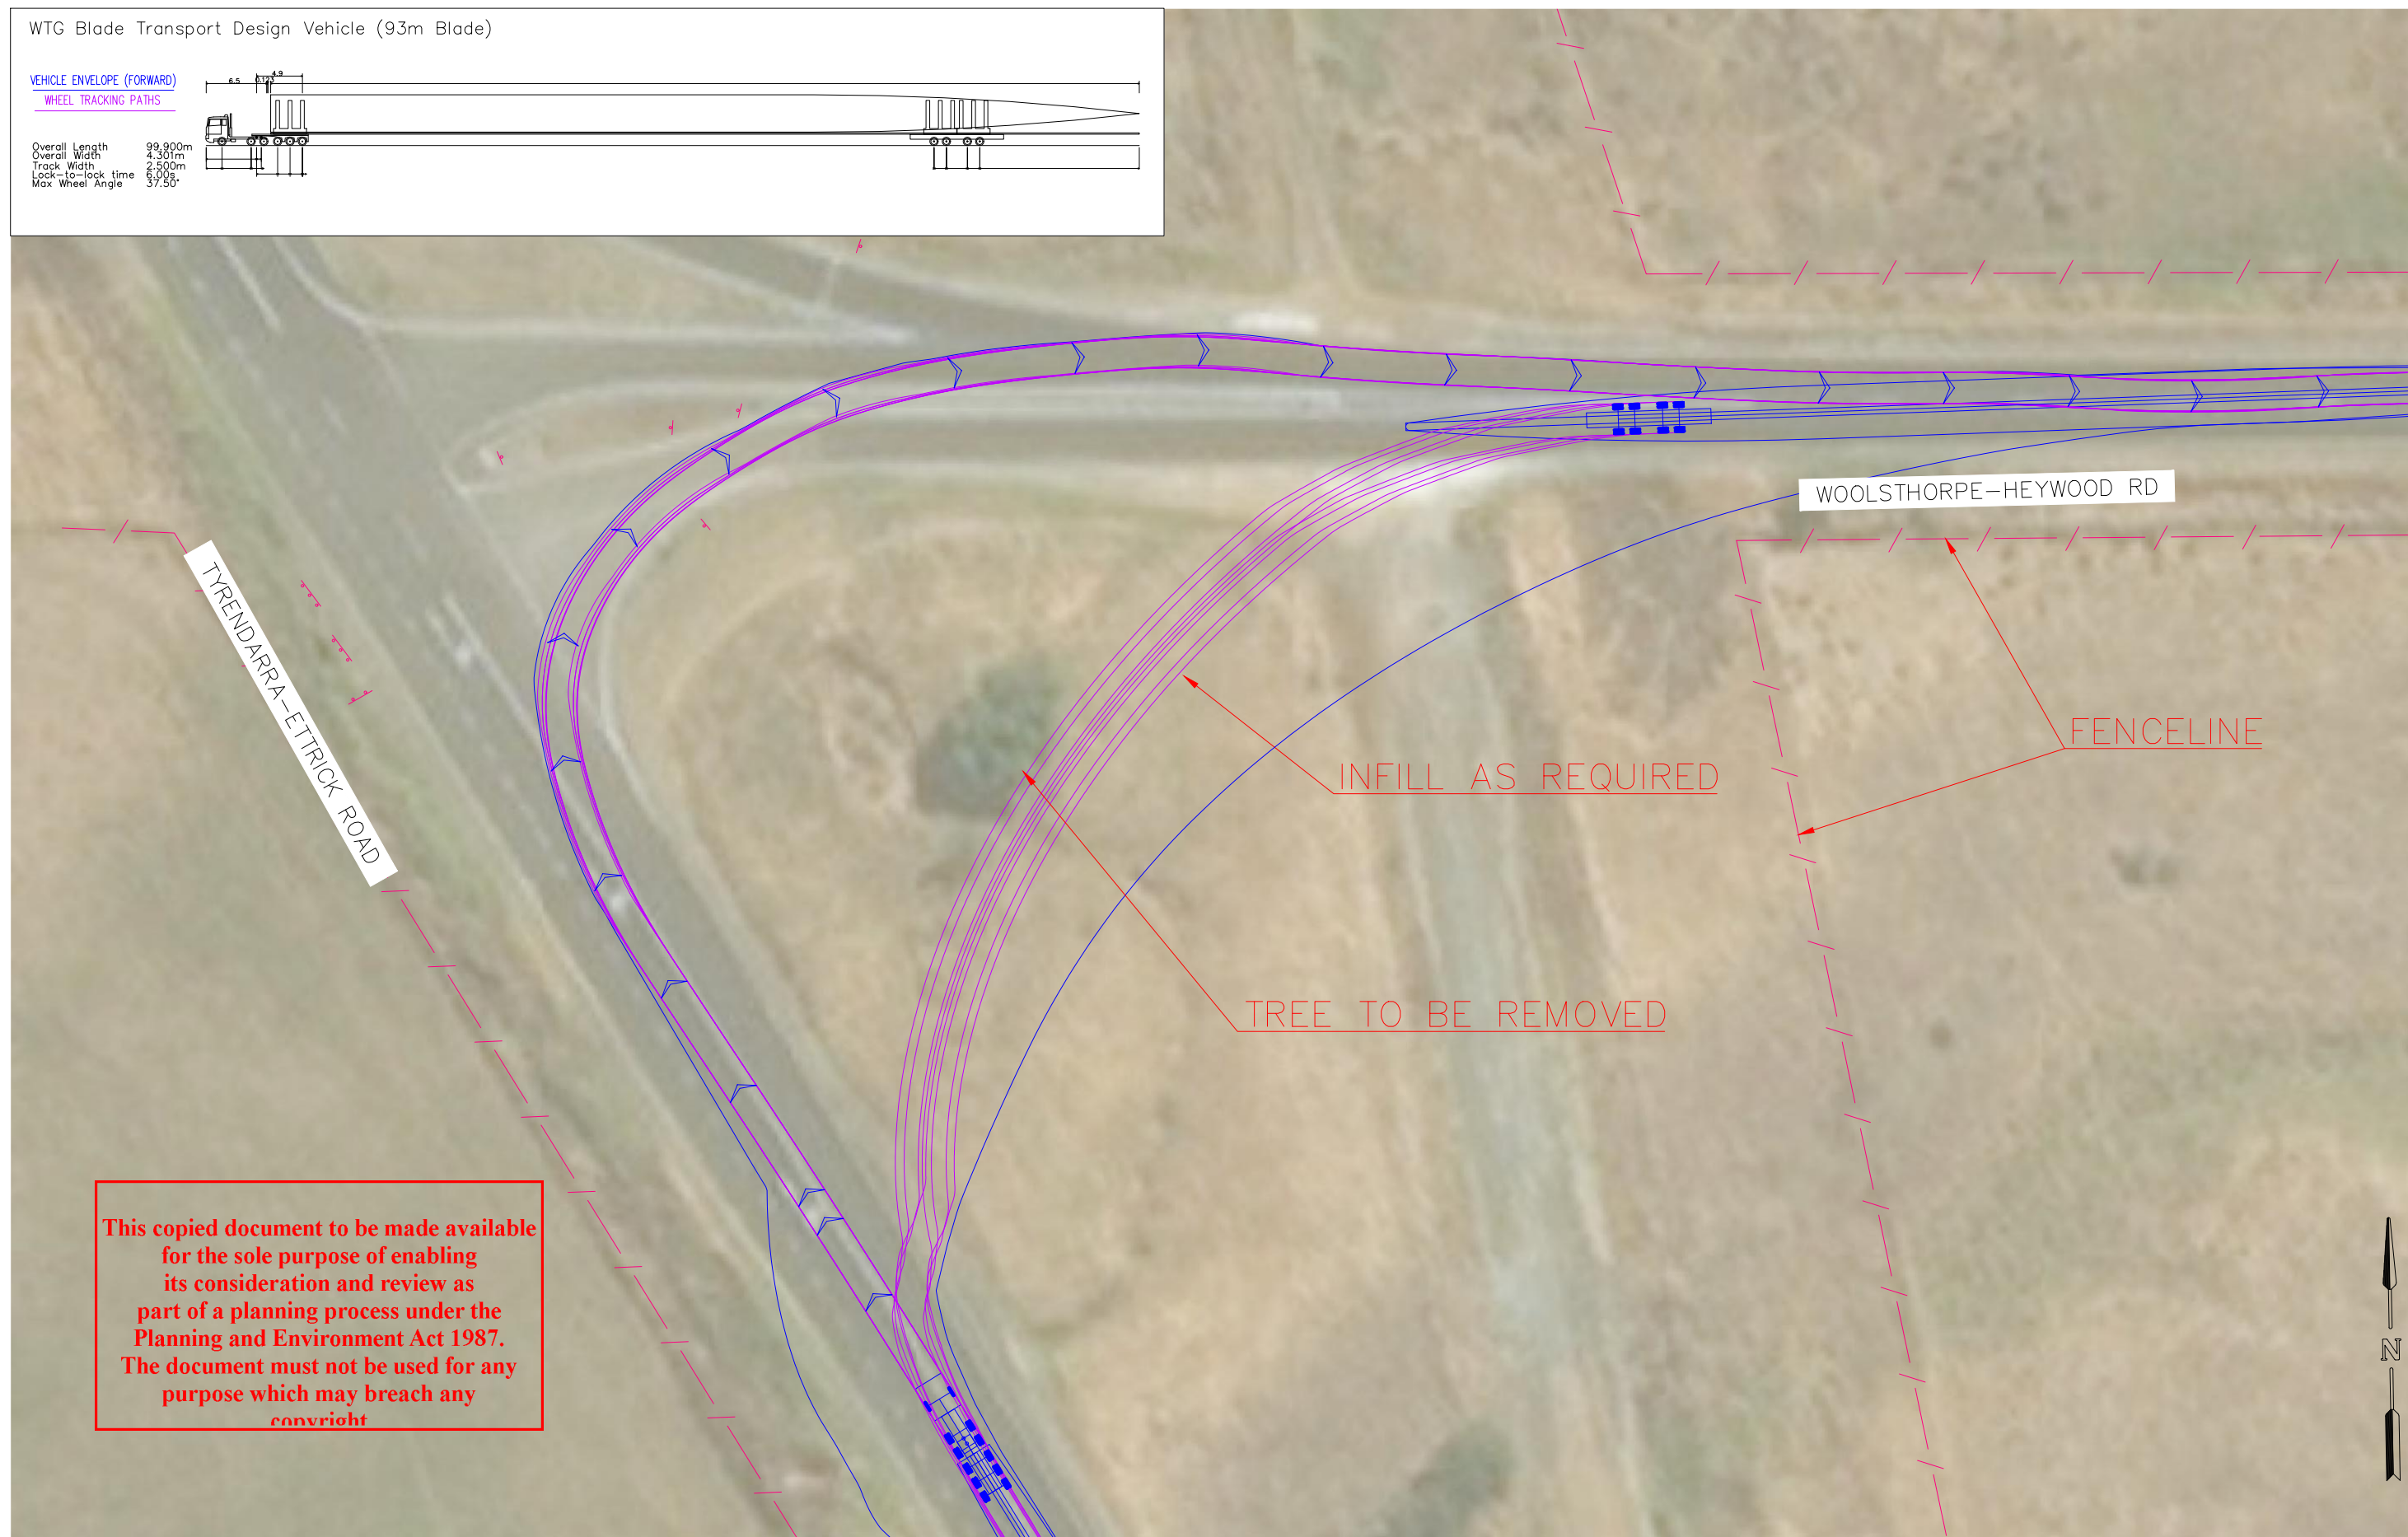 WTG Blade Transport Design Vehicle (93m Blade)
VEHICLE ENVELOPE (FORWARD)
WHEEL TRACKING PATHS
6.5
0.123
4.9
Overall Length 99.900m
Overall Width 4.301m
Track Width 2.500m
Lock-to-lock time 6.00s
Max Wheel Angle 37.50°
WOOLSTHORPE-HEYWOOD RD
TYRENDARRA-ETTRICK ROAD
FENCELINE
INFILL AS REQUIRED
TREE TO BE REMOVED
This copied document to be made available
for the sole purpose of enabling
its consideration and review as
part of a planning process under the
Planning and Environment Act 1987.
The document must not be used for any
purpose which may breach any
copyright
N